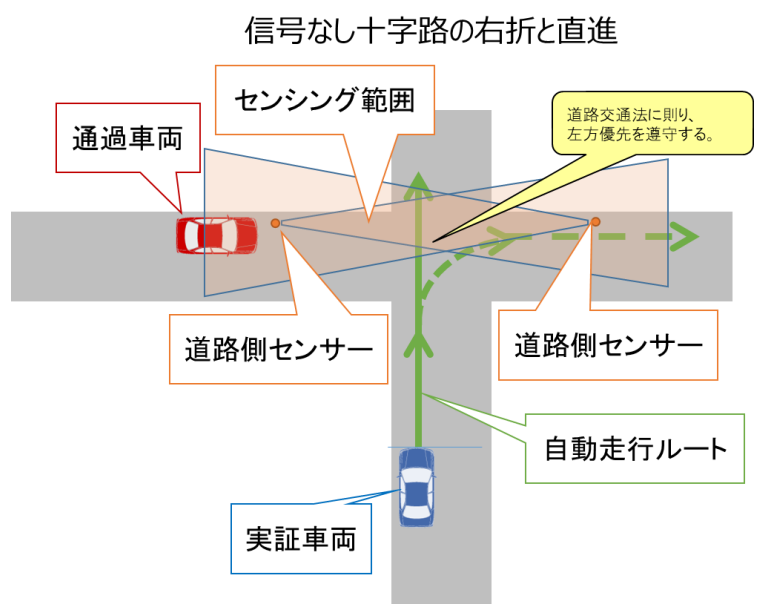 信号なし十字路の右折と直進
センシング範囲
道路交通法に則り、
左方優先を遵守する。
通過車両
道路側センサー
道路側センサー
自動走行ルート
実証車両